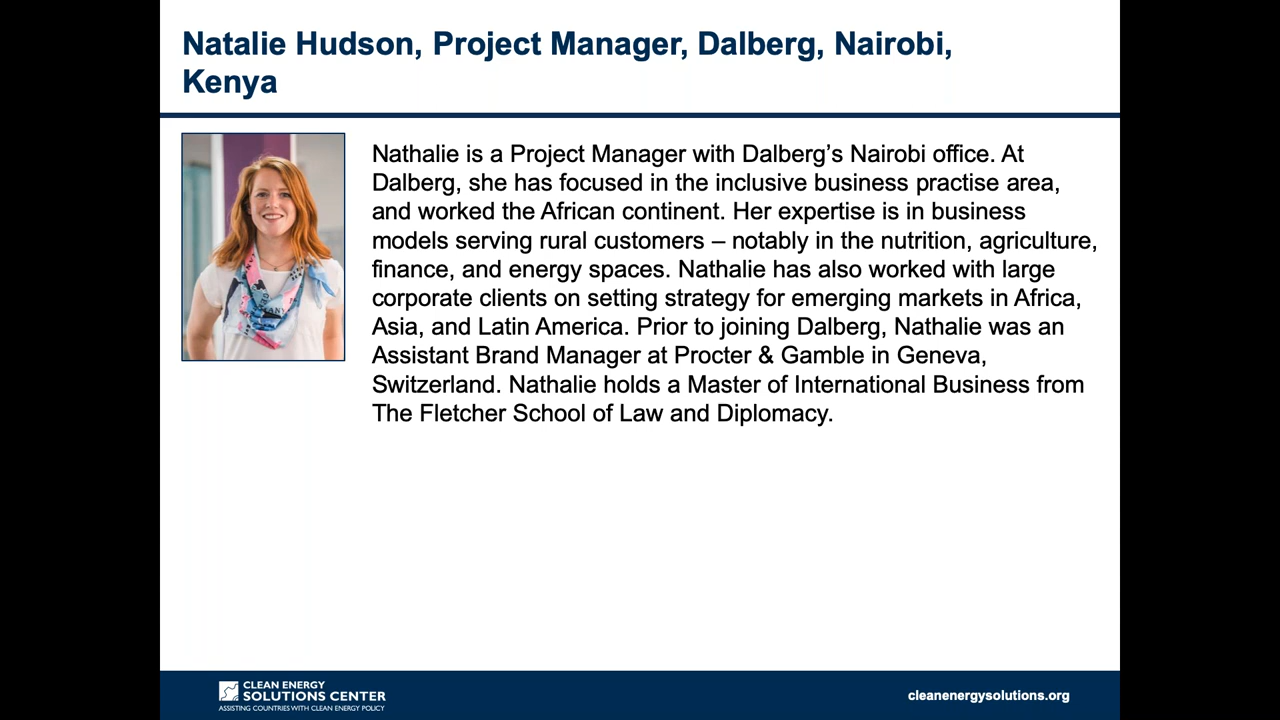 Natalie Hudson, Project Manager, Dalberg, Nairobi,
Kenya
Nathalie is a Project Manager with Dalberg’s Nairobi office. At
Dalberg, she has focused in the inclusive business practise area,
and worked the African continent. Her expertise is in business
models serving rural customers – notably in the nutrition, agriculture,
finance, and energy spaces. Nathalie has also worked with large
corporate clients on setting strategy for emerging markets in Africa,
Asia, and Latin America. Prior to joining Dalberg, Nathalie was an
Assistant Brand Manager at Procter & Gamble in Geneva,
Switzerland. Nathalie holds a Master of International Business from
The Fletcher School of Law and Diplomacy.
CLEAN ENERGY
SOLUTIONS CENTER
ASSISTING COUNTRIES WITH CLEAN ENERGY POLICY
cleanenergysolutions.org